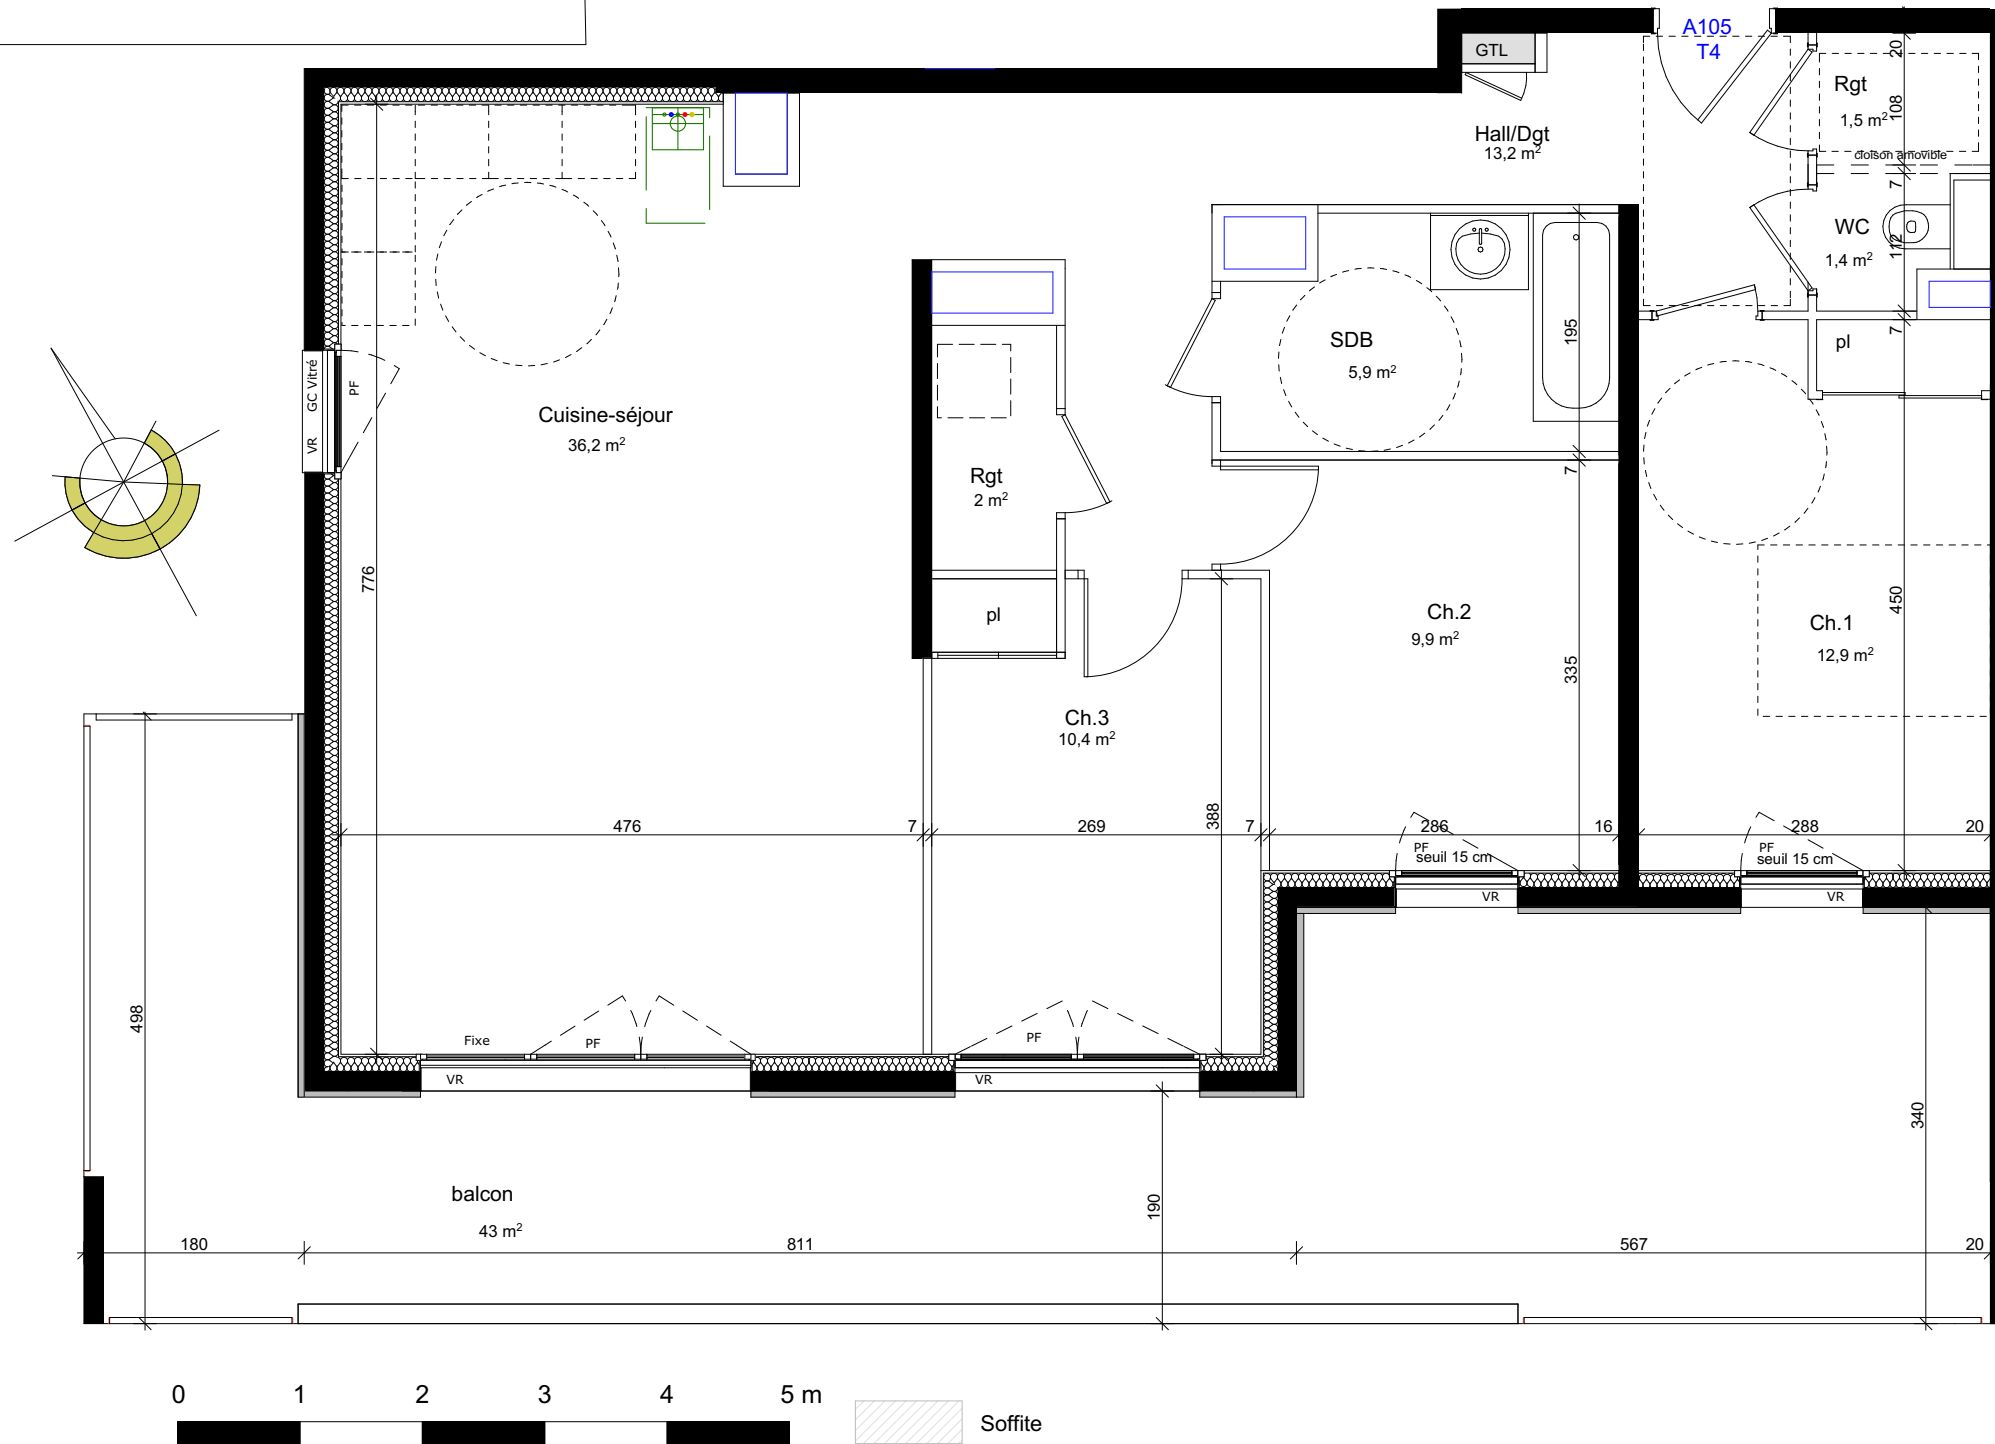 A105
T4
GTL
Rgt
1,5 m²
20
108
Hall/Dgt
13,2 m²
cloison amovible
7
WC
1,4 m²
112
7
pl
SDB
5,9 m²
195
GC Vitré
VR
PF
Cuisine-séjour
36,2 m²
Rgt
2 m²
7
776
pl
Ch.2
9,9 m²
335
Ch.1
12,9 m²
450
Ch.3
10,4 m²
388
476
7
269
7
286
16
288
20
PF
seuil 15 cm
PF
seuil 15 cm
VR
VR
498
Fixe
PF
PF
VR
VR
340
190
balcon
43 m²
180
811
567
20
0 1 2 3 4 5 m
Soffite